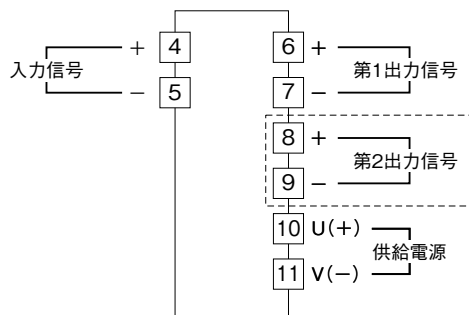 入力信号
+ 4
− 5
6 +
7 −
第1出力信号
8 +
9 −
第2出力信号
10 U(+)
11 V(−)
供給電源